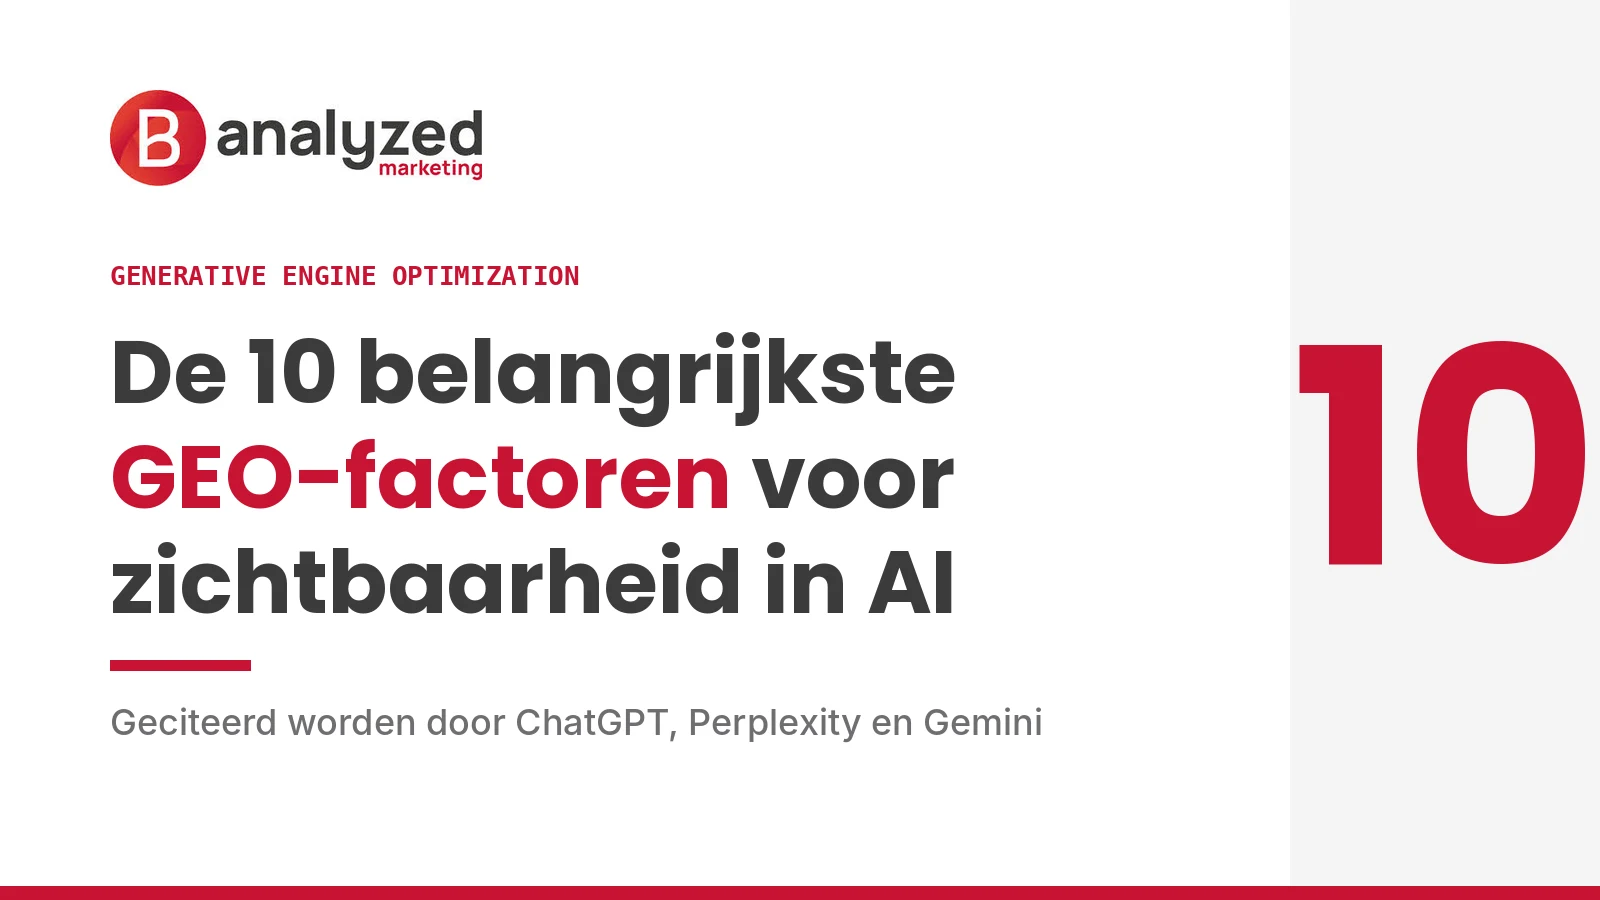 B analyzed
marketing
GENERATIVE ENGINE OPTIMIZATION
De 10 belangrijkste
GEO-factoren voor
zichtbaarheid in AI
Geciteerd worden door ChatGPT, Perplexity en Gemini
10